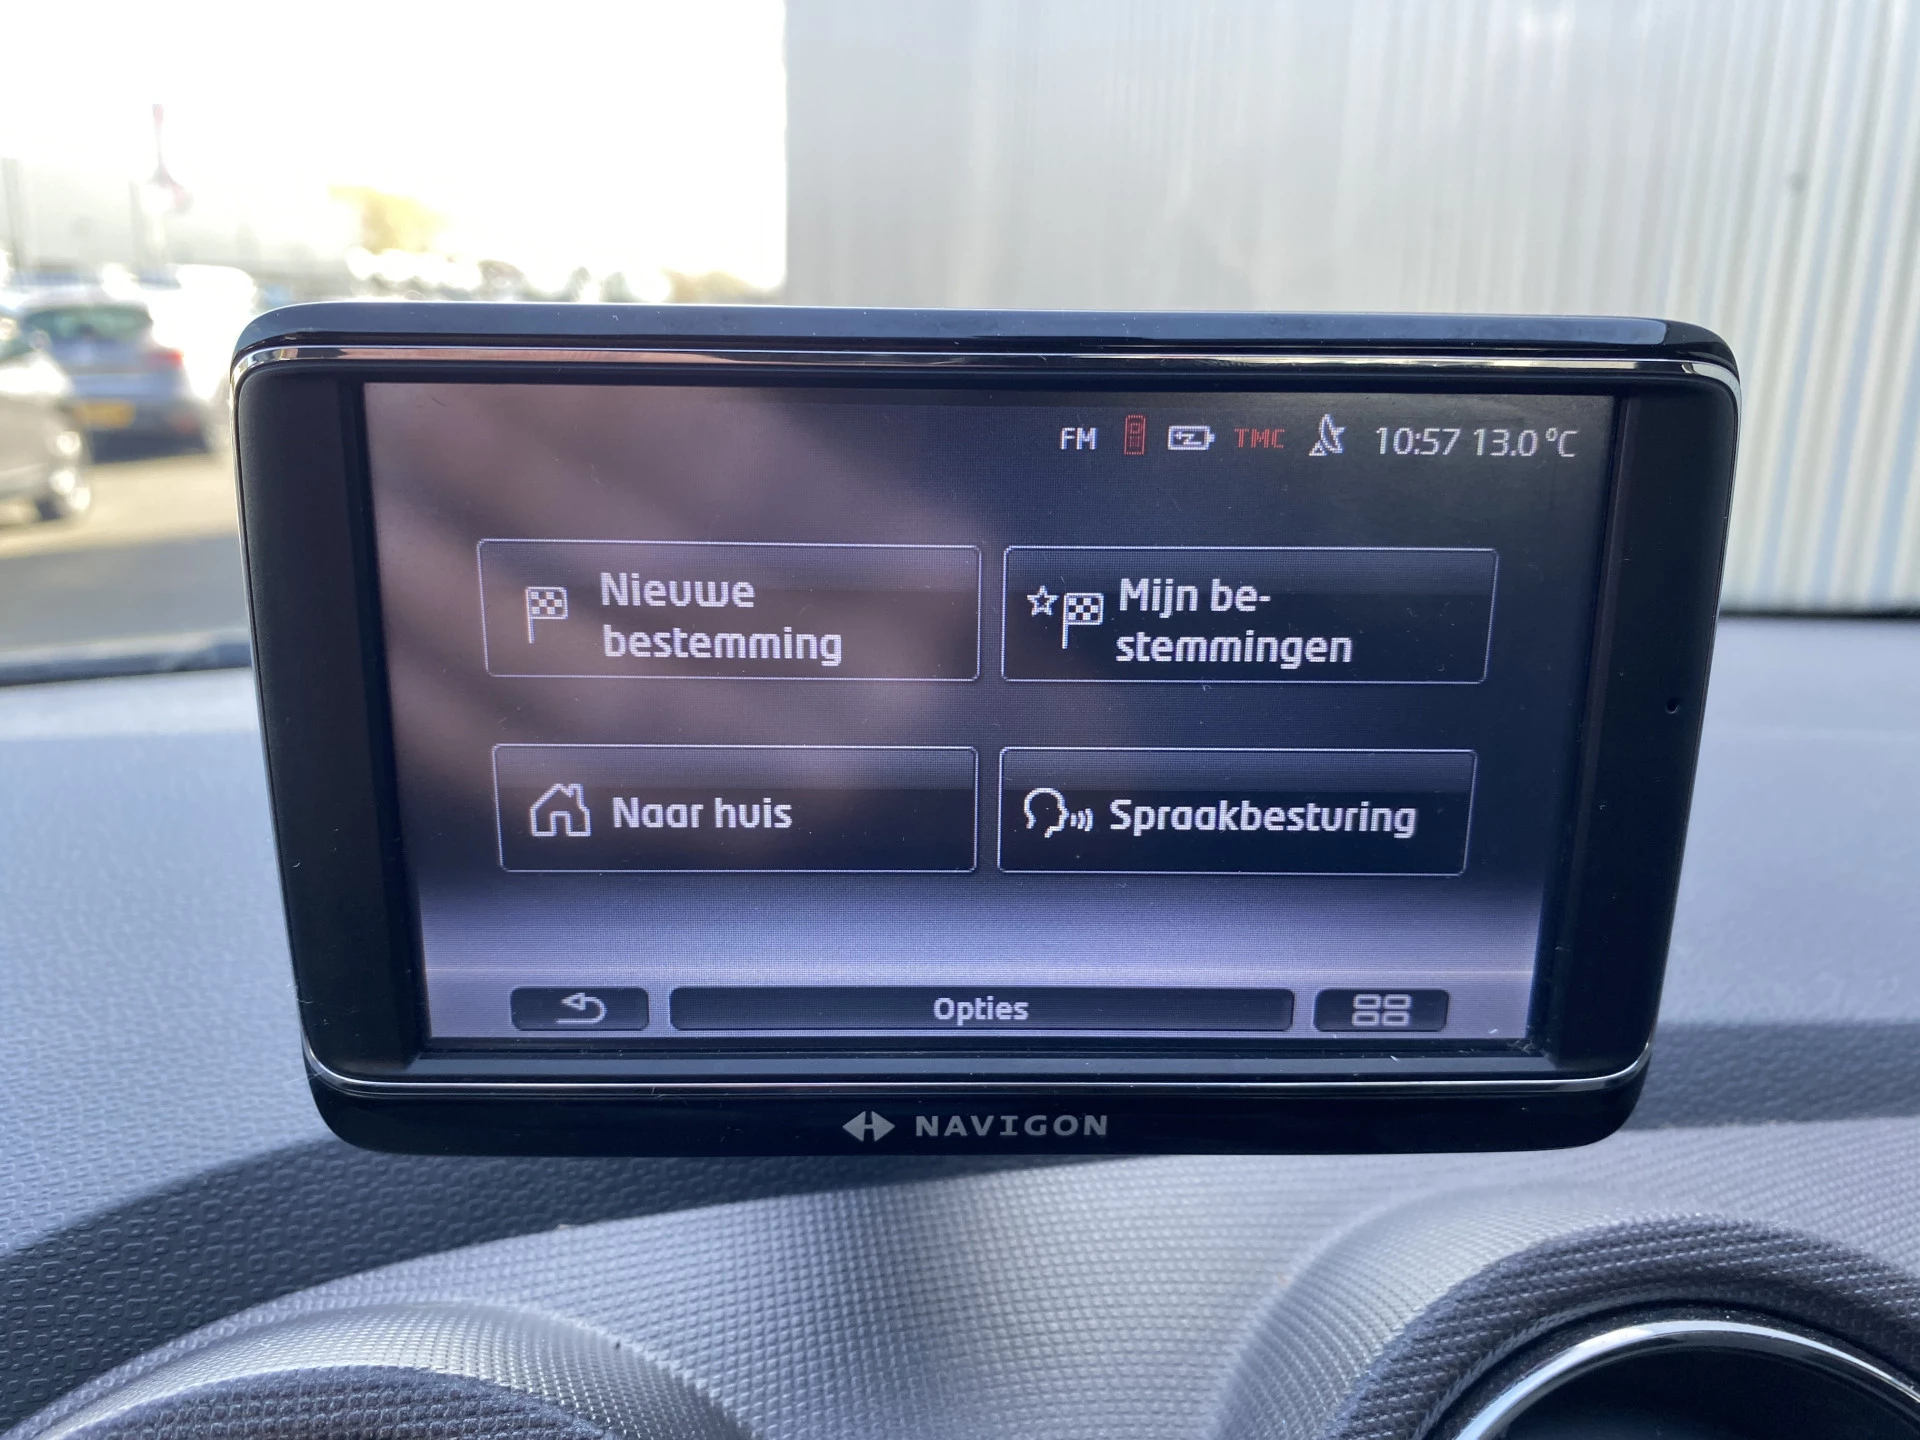 FM TMC 10:57 13.0 °C
Nieuwe
bestemming
Mijn be-
stemmingen
Naar huis
Spraakbesturing
Opties
NAVIGON